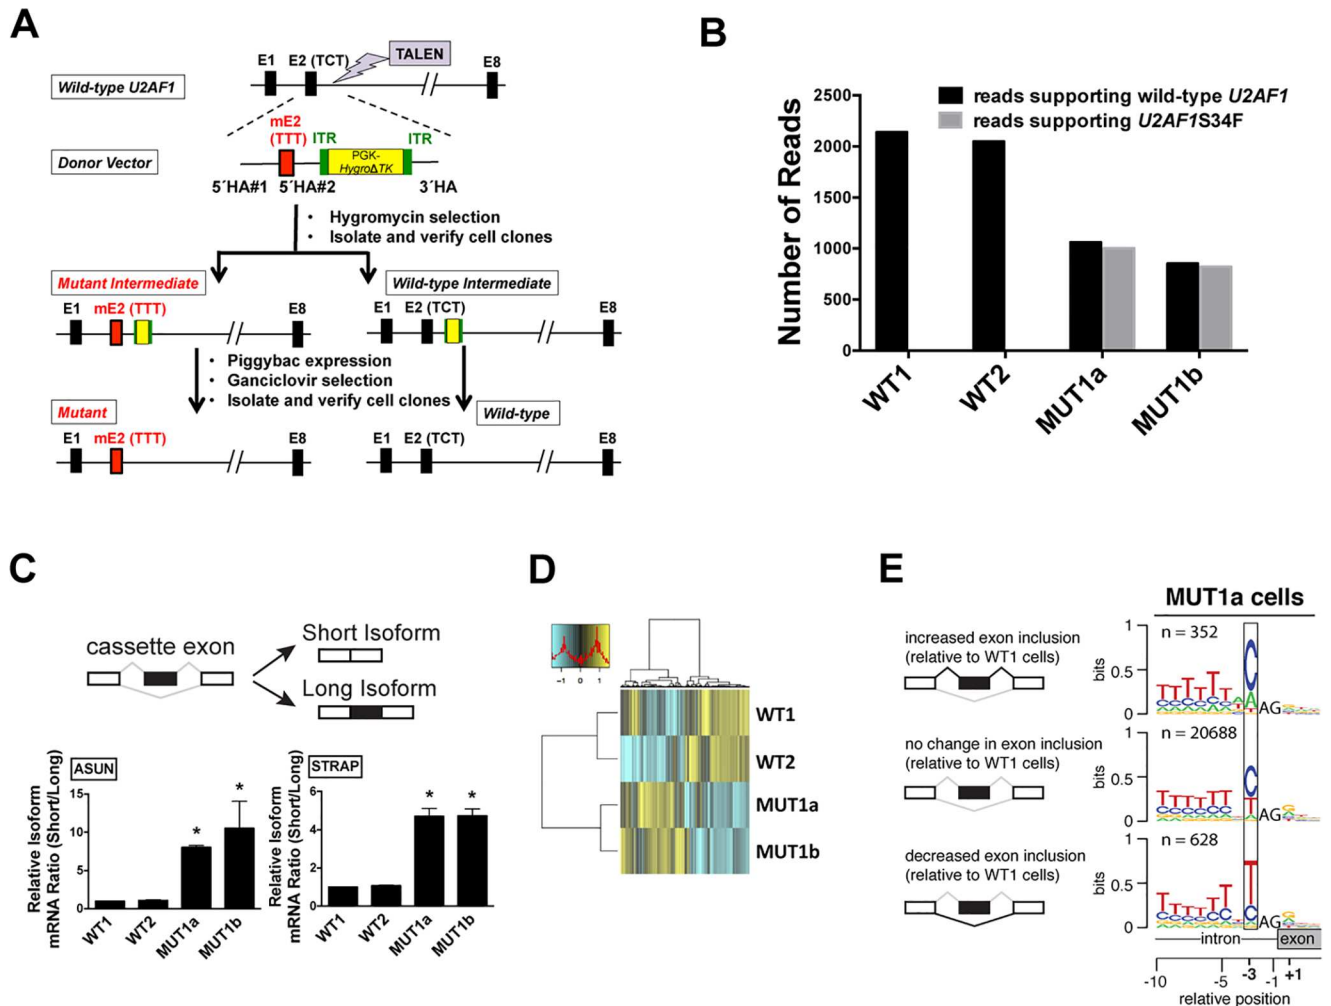 A
E1 E2 (TCT) TALEN E8
Wild-type U2AF1
mE2
(TTT) ITR ITR
Donor Vector
PGK-
HygroΔTK
5´HA#1 5´HA#2 3´HA
• Hygromycin selection
• Isolate and verify cell clones
Mutant Intermediate
Wild-type Intermediate
E1 mE2 (TTT) E8
E1 E2 (TCT) E8
• Piggybac expression
• Ganciclovir selection
• Isolate and verify cell clones
Mutant
Wild-type
E1 mE2 (TTT) E8
E1 E2 (TCT) E8
B
reads supporting wild-type U2AF1
reads supporting U2AF1S34F
Number of Reads
2500
2000
1500
1000
500
0
WT1
WT2
MUT1a
MUT1b
C
cassette exon
Short Isoform
Long Isoform
ASUN
Relative Isoform
mRNA Ratio (Short/Long)
15
10
5
0
* *
WT1
WT2
MUT1a
MUT1b
STRAP
Relative Isoform
mRNA Ratio (Short/Long)
6
4
2
0
* *
WT1
WT2
MUT1a
MUT1b
D
−1 0 1
WT1
WT2
MUT1a
MUT1b
E
MUT1a cells
increased exon inclusion
(relative to WT1 cells)
bits
1
0.5
0
n = 352
TTTTTT CA AG
no change in exon inclusion
(relative to WT1 cells)
bits
1
0.5
0
n = 20688
TTTTTT CT AG
decreased exon inclusion
(relative to WT1 cells)
bits
1
0.5
0
n = 628
TTTTTT TC AG
intron exon
-10 -5 -3 -1 +1
relative position